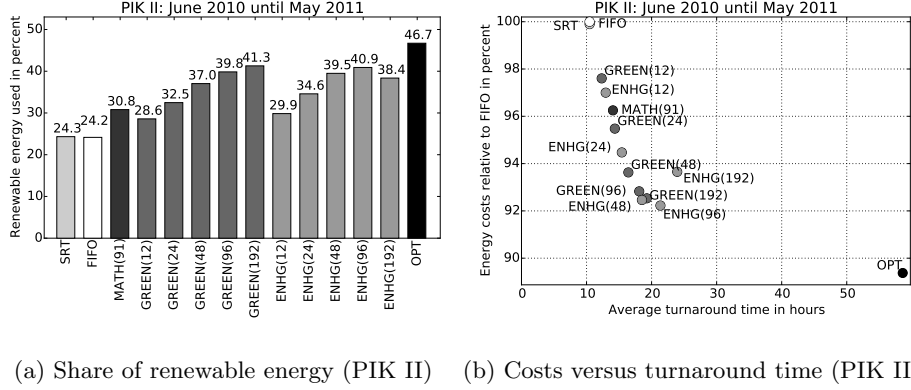 PIK II: June 2010 until May 2011
Renewable energy used in percent
50
40
30
20
10
0
24.3
24.2
30.8
28.6
32.5
37.0
39.8
41.3
29.9
34.6
39.5
40.9
38.4
46.7
SRT
FIFO
MATH(91)
GREEN(12)
GREEN(24)
GREEN(48)
GREEN(96)
GREEN(192)
ENHG(12)
ENHG(24)
ENHG(48)
ENHG(96)
ENHG(192)
OPT
(a) Share of renewable energy (PIK II)
PIK II: June 2010 until May 2011
Energy costs relative to FIFO in percent
100
98
96
94
92
90
SRT
FIFO
GREEN(12)
ENHG(12)
MATH(91)
GREEN(24)
ENHG(24)
GREEN(48)
ENHG(192)
GREEN(96)
GREEN(192)
ENHG(48)
ENHG(96)
OPT
0
10
20
30
40
50
Average turnaround time in hours
(b) Costs versus turnaround time (PIK II